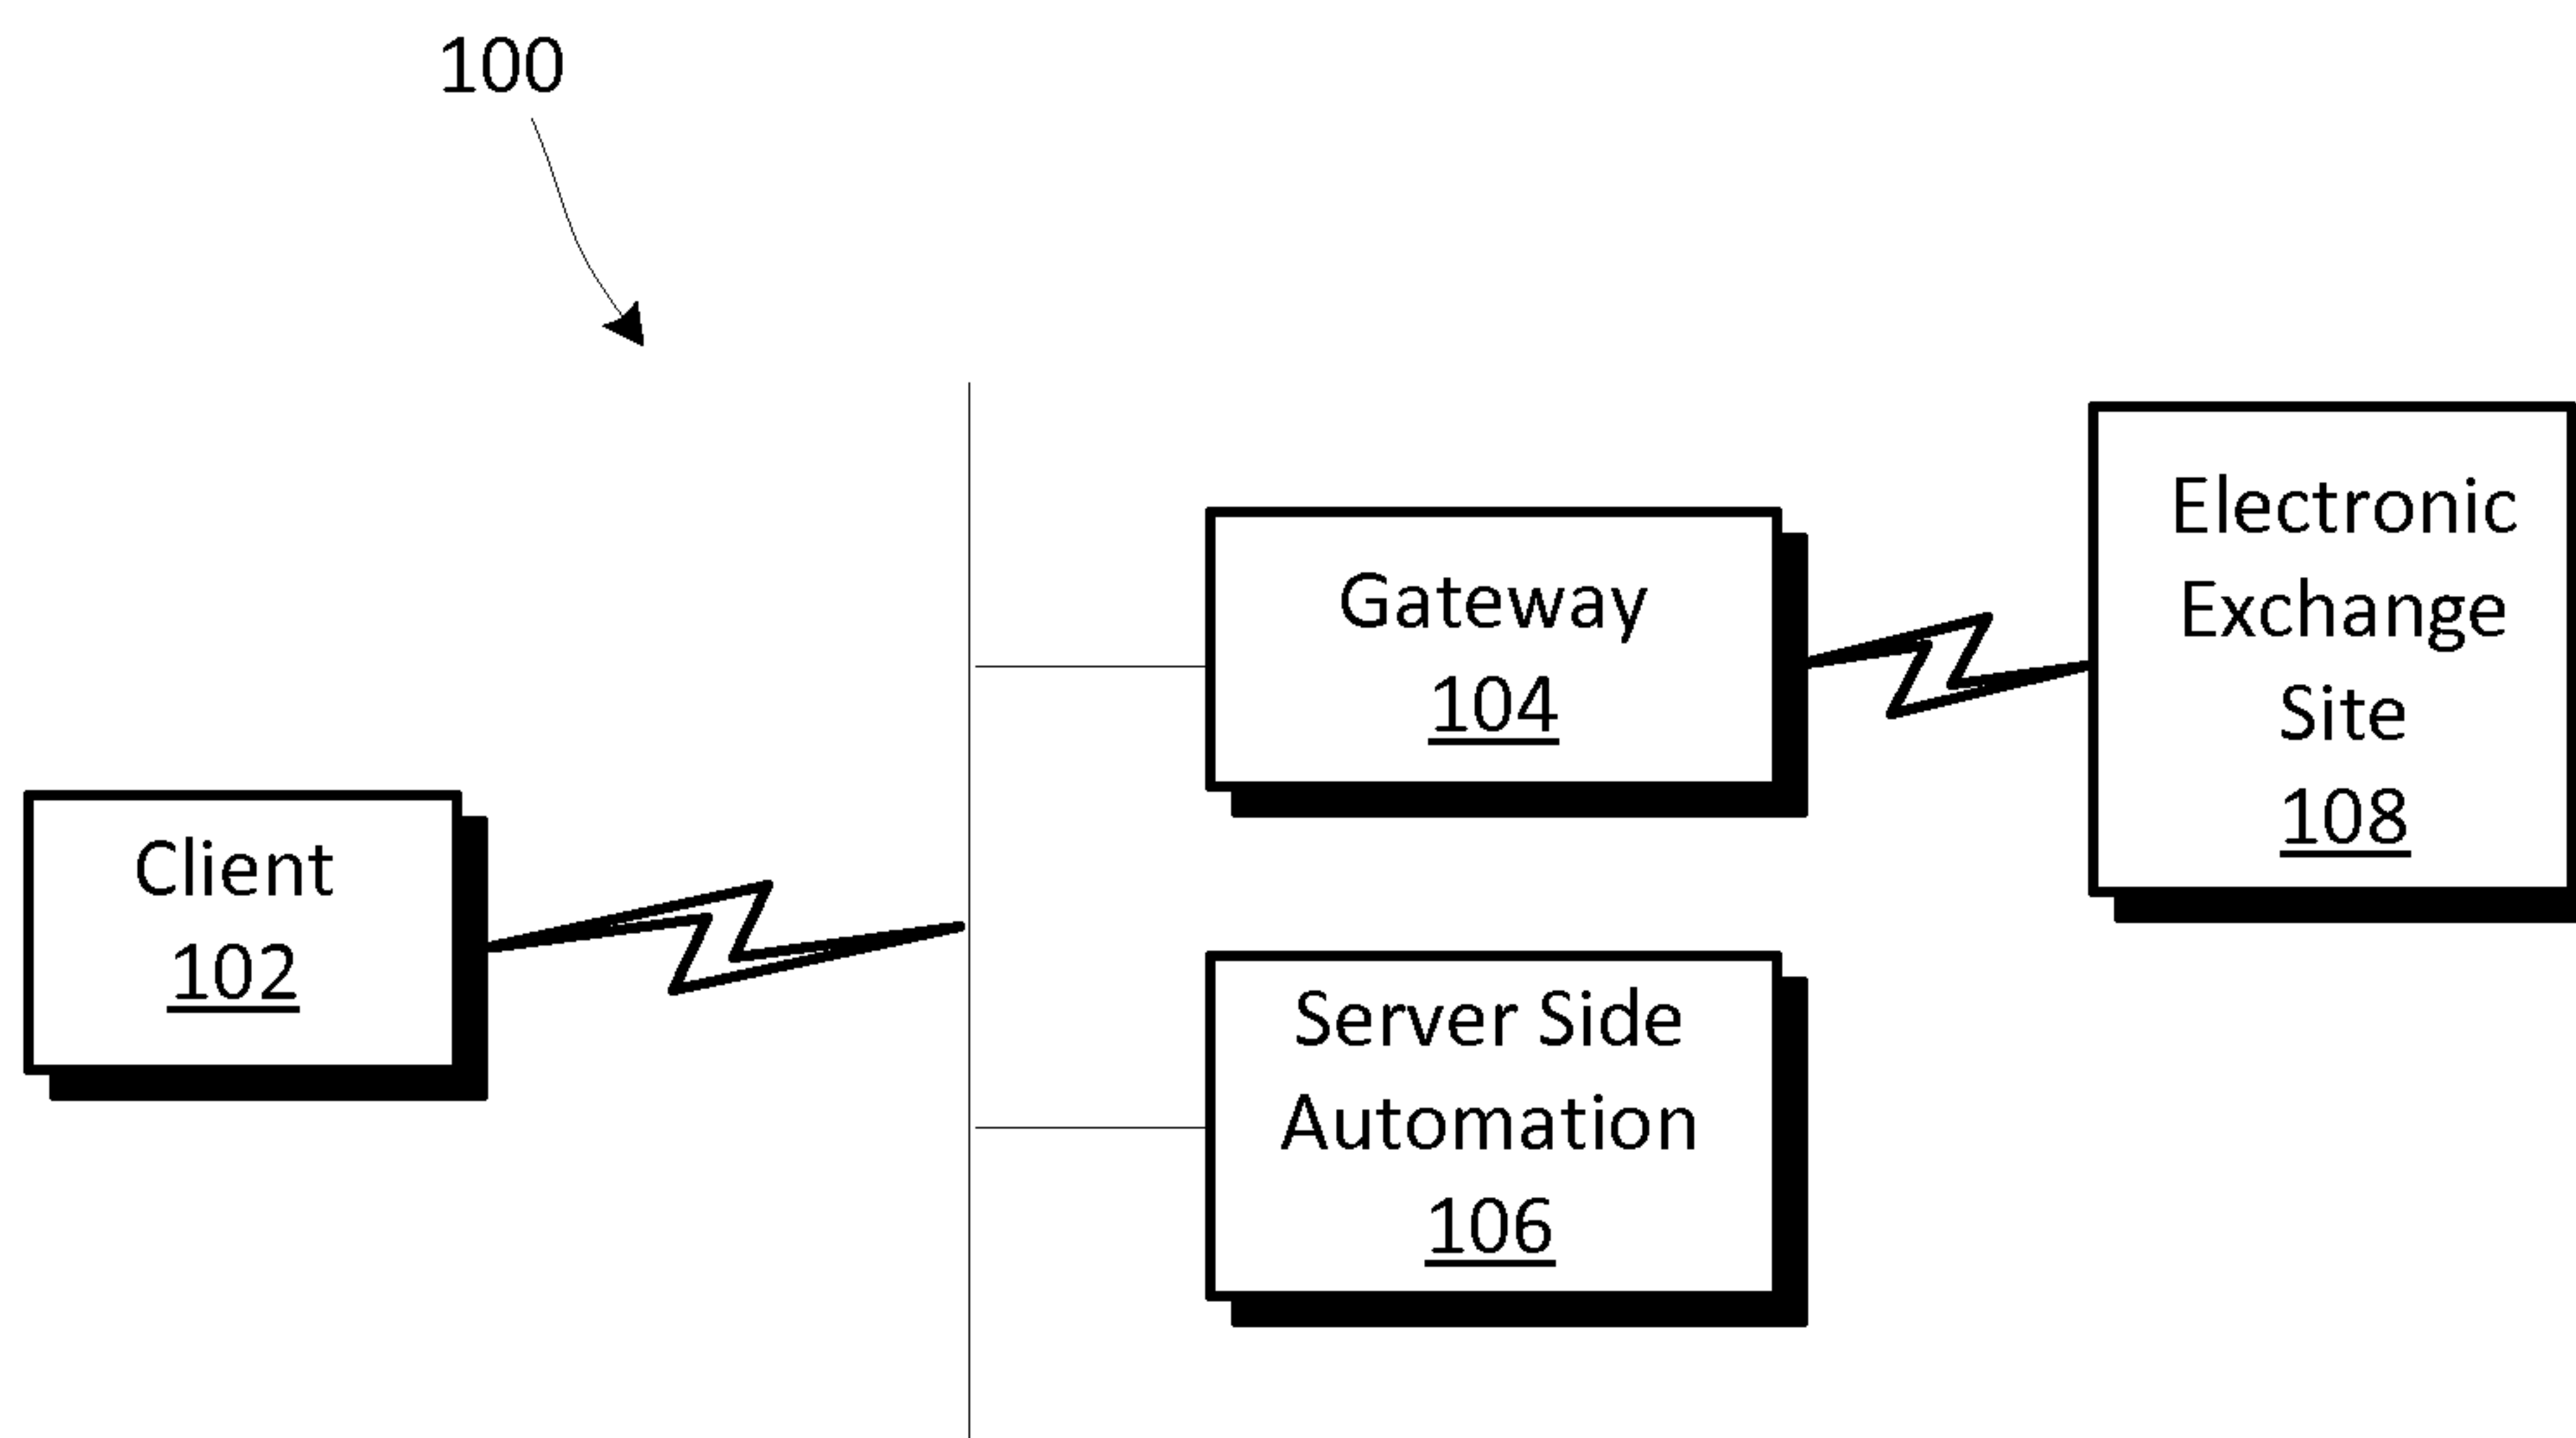 100
Gateway
104
Electronic
Exchange
Site
108
Client
102
Server Side
Automation
106